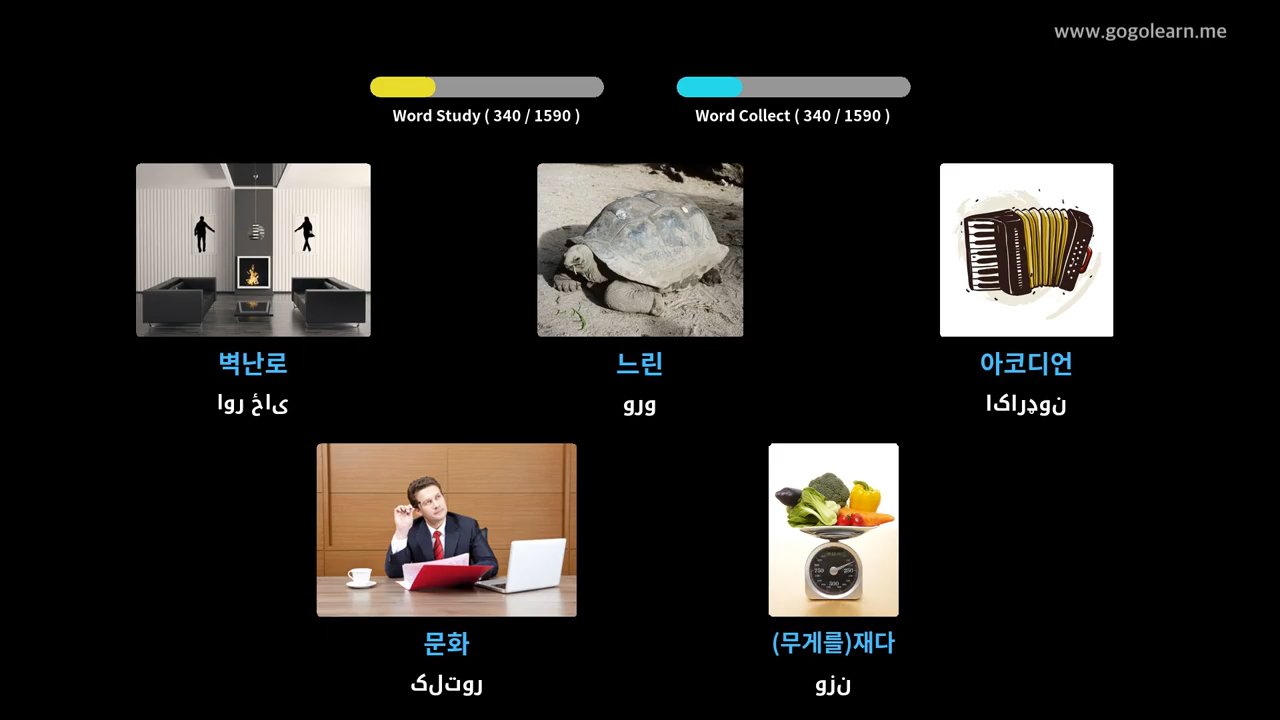 www.gogolearn.me
Word Study ( 340 / 1590 )
Word Collect ( 340 / 1590 )
벽난로
اور ځای
느린
ورو
아코디언
اکارډون
문화
کلتور
(무게를)재다
وزن